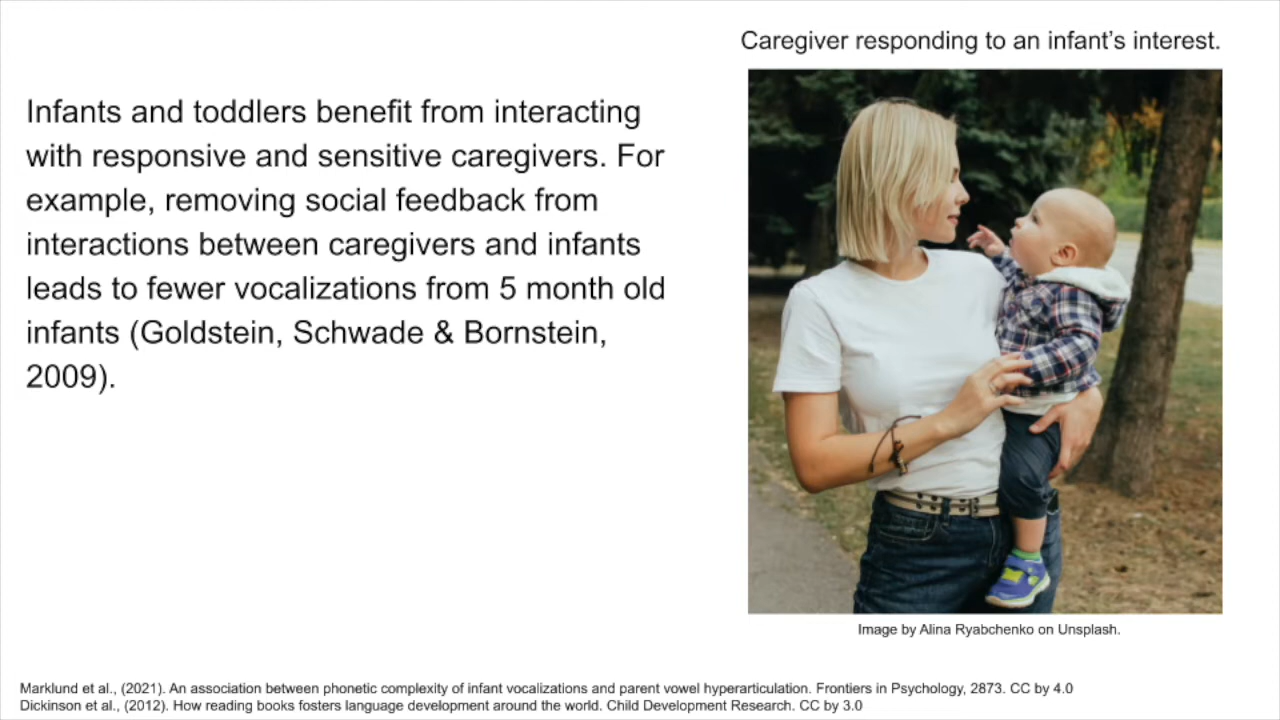 Caregiver responding to an infant’s interest.
Infants and toddlers benefit from interacting
with responsive and sensitive caregivers. For
example, removing social feedback from
interactions between caregivers and infants
leads to fewer vocalizations from 5 month old
infants (Goldstein, Schwade & Bornstein,
2009).
Image by Alina Ryabchenko on Unsplash.
Marklund et al., (2021). An association between phonetic complexity of infant vocalizations and parent vowel hyperarticulation. Frontiers in Psychology, 2873. CC by 4.0
Dickinson et al., (2012). How reading books fosters language development around the world. Child Development Research. CC by 3.0